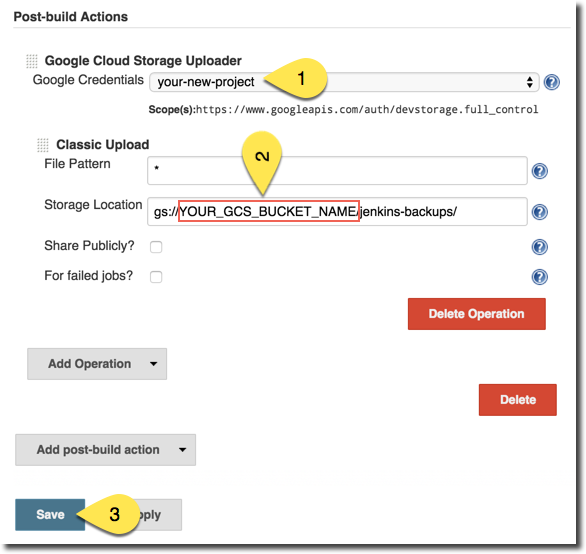 Post-build Actions
Google Cloud Storage Uploader
Google Credentials your-new-project 1 ?
Scope(s):https://www.googleapis.com/auth/devstorage.full_control
Classic Upload
File Pattern * ?
2
Storage Location gs://YOUR_GCS_BUCKET_NAME/jenkins-backups/ ?
Share Publicly? ?
For failed jobs? ?
Delete Operation
Add Operation
Delete
Add post-build action
Save 3 pply